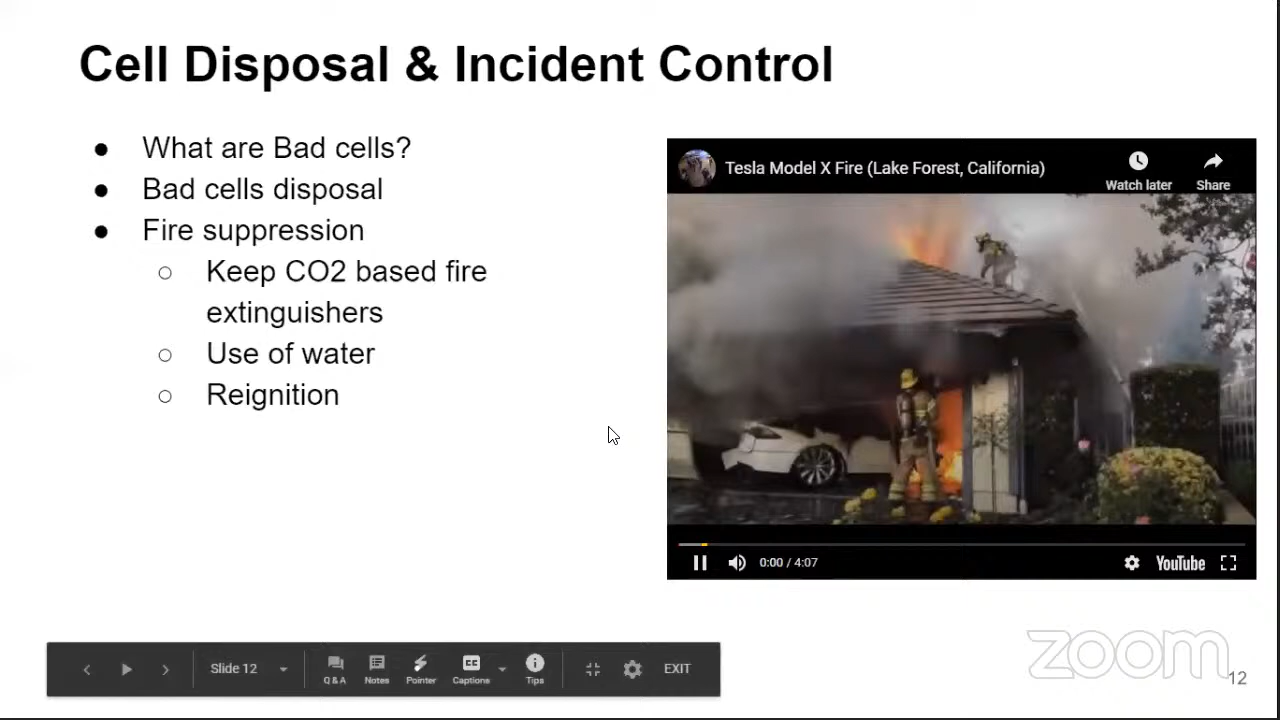 Cell Disposal & Incident Control
● What are Bad cells?
● Bad cells disposal
● Fire suppression
○ Keep CO2 based fire
extinguishers
○ Use of water
○ Reignition
Tesla Model X Fire (Lake Forest, California)
Watch later
Share
0:00 / 4:07
YouTube
Slide 12
Q & A
Notes
Pointer
CC
Captions
Tips
EXIT
zoom
12